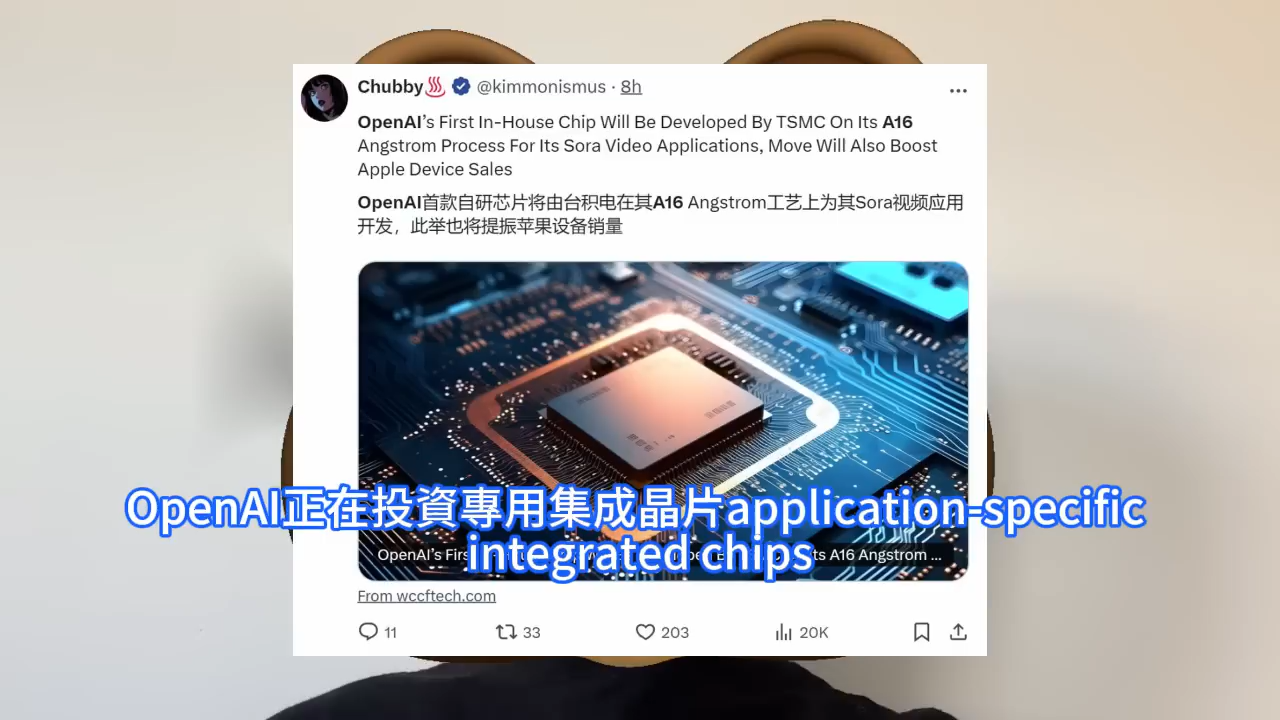 Chubby♨️ @kimmonismus · 8h
OpenAI's First In-House Chip Will Be Developed By TSMC On Its A16
Angstrom Process For Its Sora Video Applications, Move Will Also Boost
Apple Device Sales
OpenAI首款自研芯片将由台积电在其A16 Angstrom工艺上为其Sora视频应用
开发，此举也将提振苹果设备销量
OpenAI正在投資專用集成晶片application-specific
integrated chips
OpenAI's Firs ts A16 Angstrom ...
From wccftech.com
11 33 203 20K